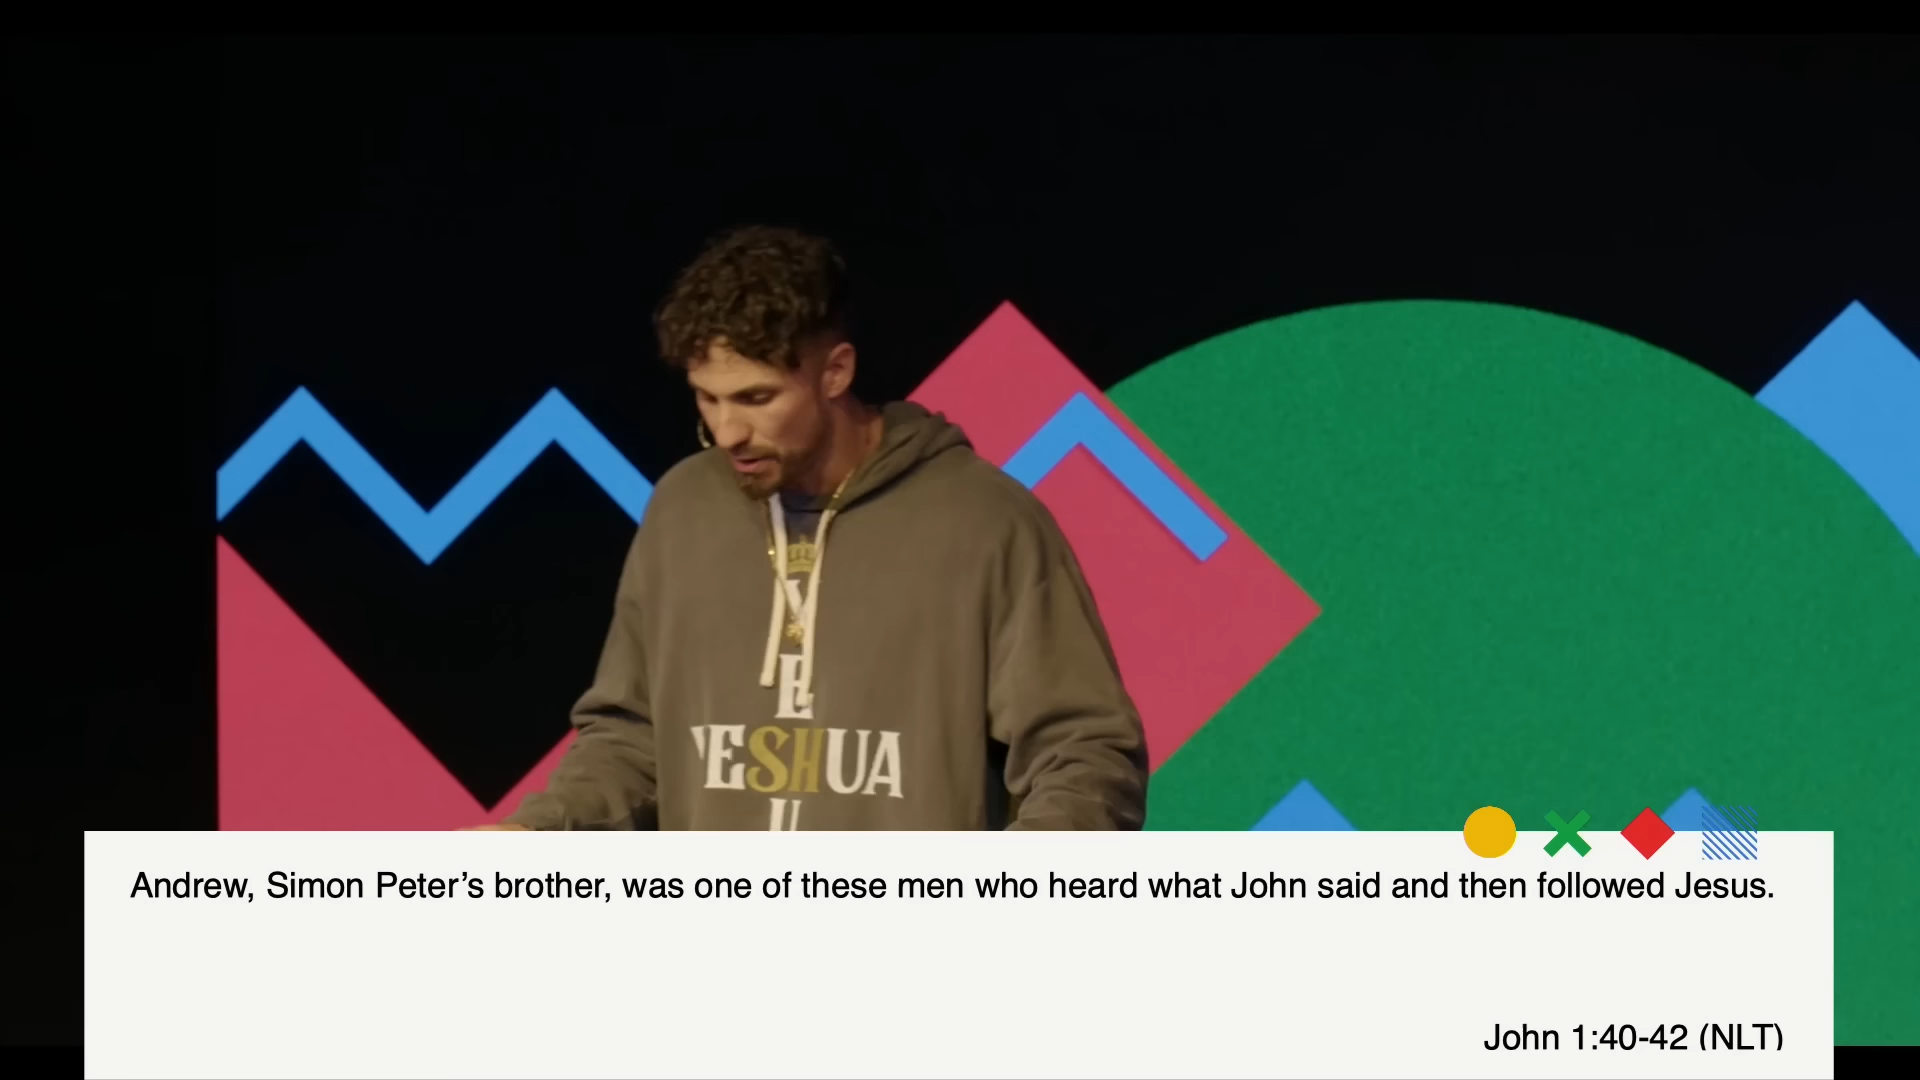 Y
E
YESHUA
U
Andrew, Simon Peter’s brother, was one of these men who heard what John said and then followed Jesus.
John 1:40-42 (NLT)